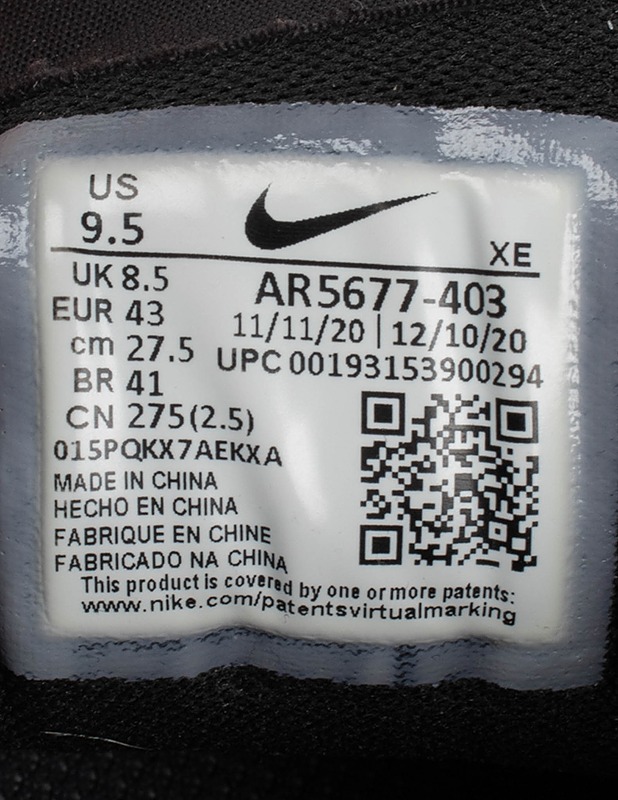 US
9.5
XE
UK 8.5
EUR 43
cm 27.5
BR 41
CN 275(2.5)
AR5677-403
11/11/20 | 12/10/20
UPC 00193153900294
015PQKX7AEKXA
MADE IN CHINA
HECHO EN CHINA
FABRIQUE EN CHINE
FABRICADO NA CHINA
This product is covered by one or more patents:
www.nike.com/patentsvirtualmarking